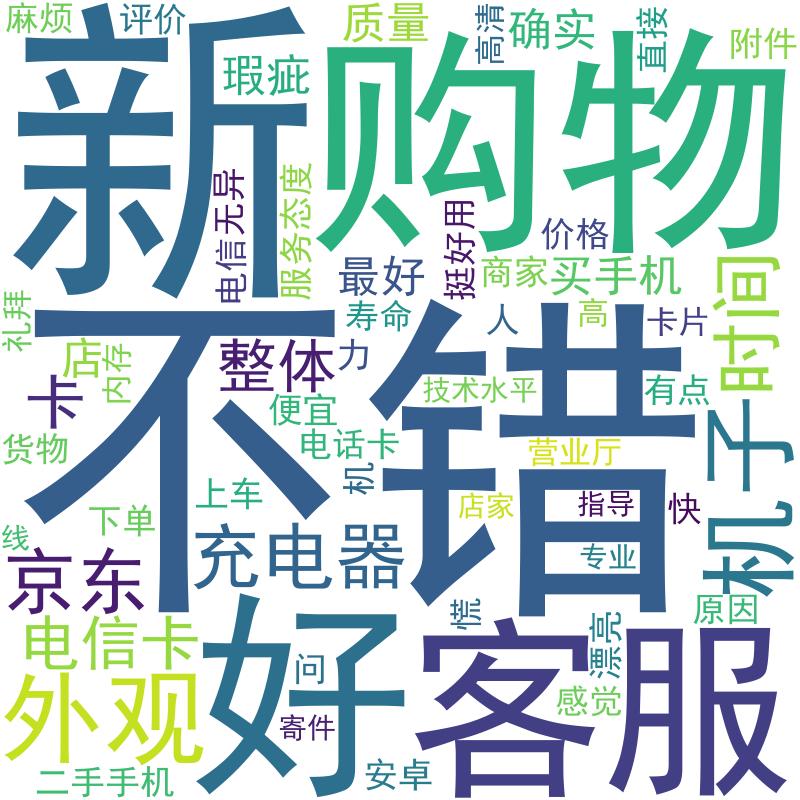 麻烦
评价
新
瑕疵
质量
高清
确实
直接
附件
购物
电信无异
服务态度
挺好用
价格
最好
商家
买手机
时间
礼拜
寿命
人
高
卡片
不错
店
内存
整体
力
卡
便宜
技术水平
有点
机子
货物
电话卡
营业厅
机
上车
店家
指导
快
线
下单
京东
充电器
专业
电信卡
好
慌
漂亮
原因
客服
外观
问
寄件
感觉
二手手机
安卓